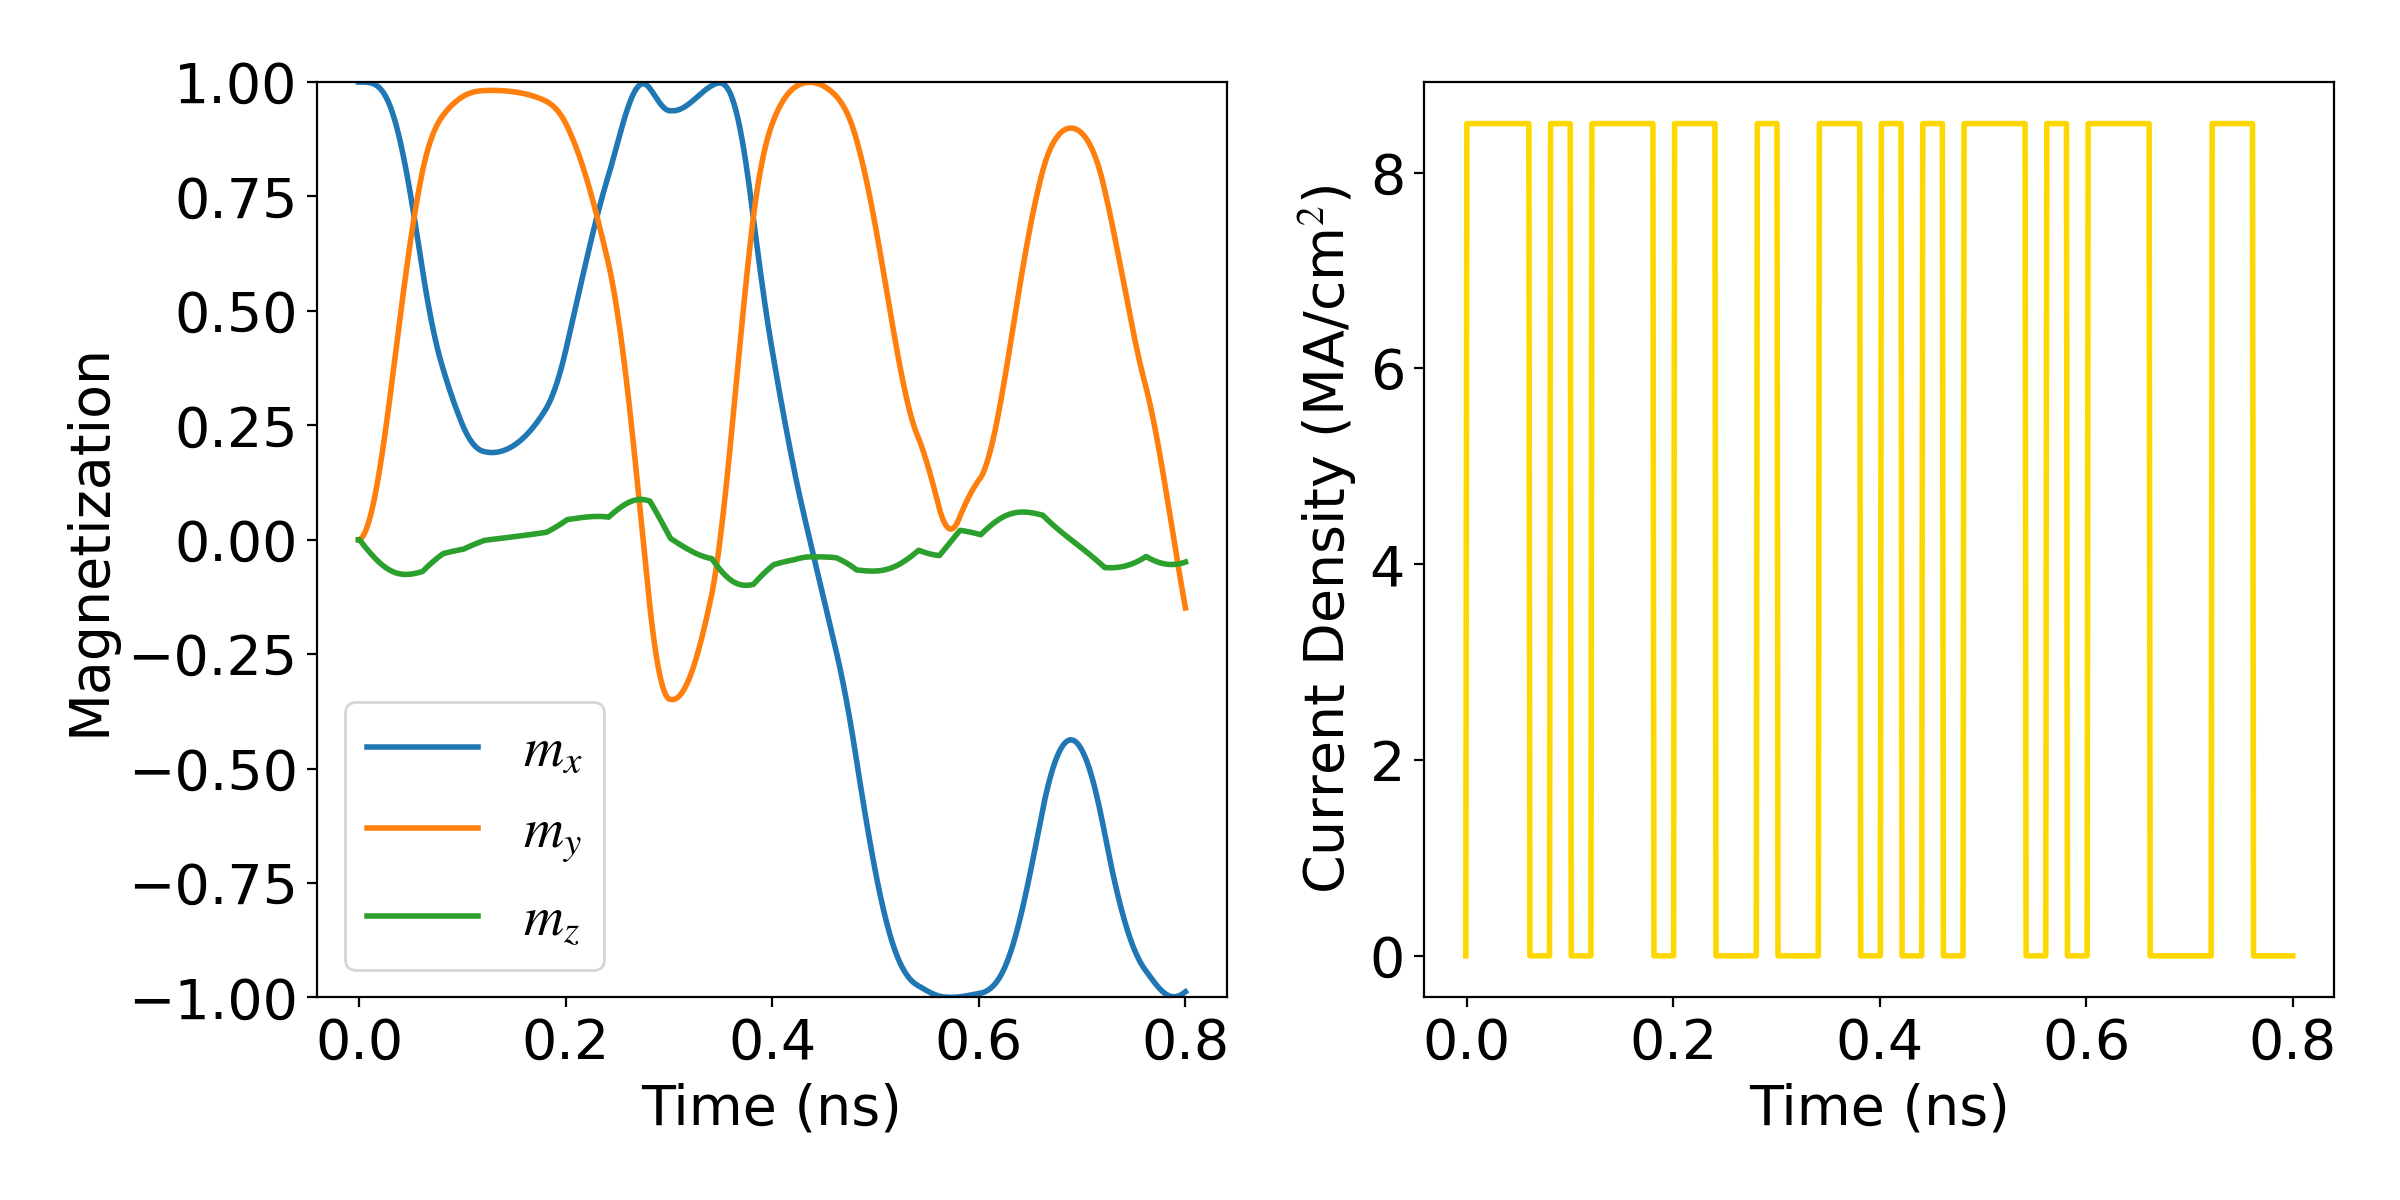 1.00
0.75
0.50
0.25
0.00
−0.25
−0.50
−0.75
−1.00
Magnetization
m_x
m_y
m_z
0.0 0.2 0.4 0.6 0.8
Time (ns)
8
6
4
2
0
Current Density (MA/cm²)
0.0 0.2 0.4 0.6 0.8
Time (ns)